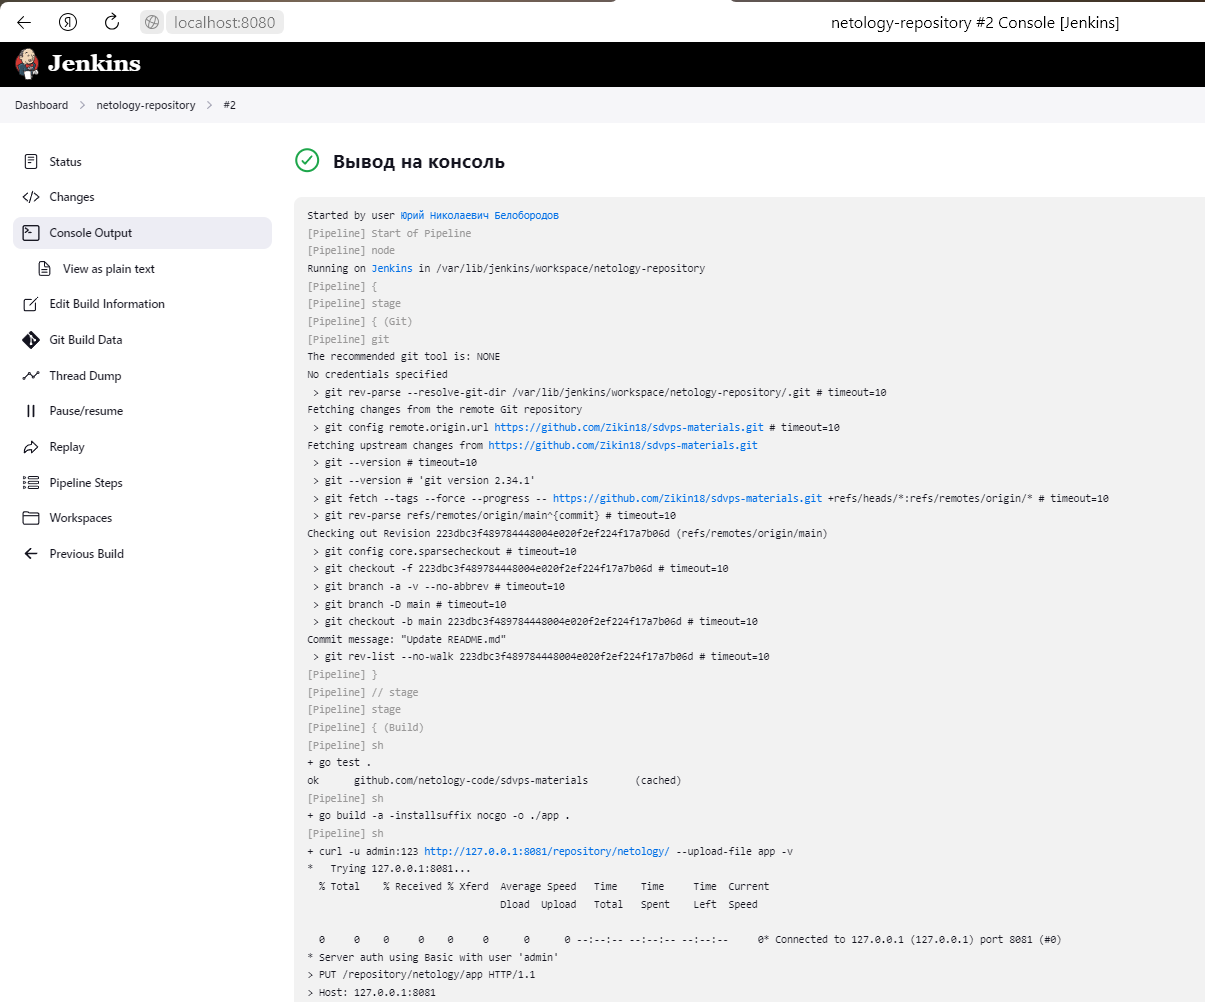 localhost:8080
netology-repository #2 Console [Jenkins]
Jenkins
Dashboard > netology-repository > #2
Status
Changes
Console Output
View as plain text
Edit Build Information
Git Build Data
Thread Dump
Pause/resume
Replay
Pipeline Steps
Workspaces
Previous Build
Вывод на консоль
Started by user Юрий Николаевич Белобородов
[Pipeline] Start of Pipeline
[Pipeline] node
Running on Jenkins in /var/lib/jenkins/workspace/netology-repository
[Pipeline] {
[Pipeline] stage
[Pipeline] { (Git)
[Pipeline] git
The recommended git tool is: NONE
No credentials specified
> git rev-parse --resolve-git-dir /var/lib/jenkins/workspace/netology-repository/.git # timeout=10
Fetching changes from the remote Git repository
> git config remote.origin.url https://github.com/Zikin18/sdvps-materials.git # timeout=10
Fetching upstream changes from https://github.com/Zikin18/sdvps-materials.git
> git --version # timeout=10
> git --version # 'git version 2.34.1'
> git fetch --tags --force --progress -- https://github.com/Zikin18/sdvps-materials.git +refs/heads/*:refs/remotes/origin/* # timeout=10
> git rev-parse refs/remotes/origin/main^{commit} # timeout=10
Checking out Revision 223dbc3f489784448004e020f2ef224f17a7b06d (refs/remotes/origin/main)
> git config core.sparsecheckout # timeout=10
> git checkout -f 223dbc3f489784448004e020f2ef224f17a7b06d # timeout=10
> git branch -a -v --no-abbrev # timeout=10
> git branch -D main # timeout=10
> git checkout -b main 223dbc3f489784448004e020f2ef224f17a7b06d # timeout=10
Commit message: "Update README.md"
> git rev-list --no-walk 223dbc3f489784448004e020f2ef224f17a7b06d # timeout=10
[Pipeline] }
[Pipeline] // stage
[Pipeline] stage
[Pipeline] { (Build)
[Pipeline] sh
+ go test .
ok github.com/netology-code/sdvps-materials (cached)
[Pipeline] sh
+ go build -a -installsuffix nocgo -o ./app .
[Pipeline] sh
+ curl -u admin:123 http://127.0.0.1:8081/repository/netology/ --upload-file app -v
* Trying 127.0.0.1:8081...
% Total % Received % Xferd Average Speed Time Time Time Current
Dload Upload Total Spent Left Speed
0 0 0 0 0 0 0 0 --:--:-- --:--:-- --:--:-- 0* Connected to 127.0.0.1 (127.0.0.1) port 8081 (#0)
* Server auth using Basic with user 'admin'
> PUT /repository/netology/app HTTP/1.1
> Host: 127.0.0.1:8081